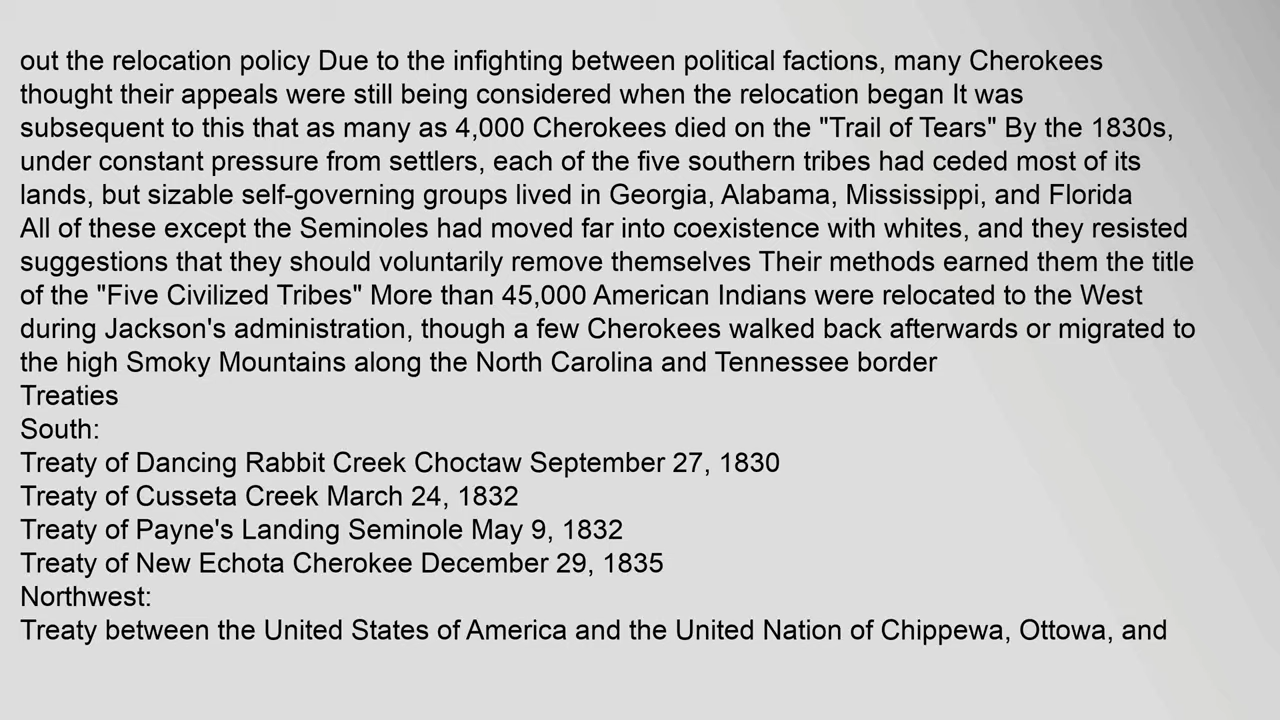 out the relocation policy Due to the infighting between political factions, many Cherokees
thought their appeals were still being considered when the relocation began It was
subsequent to this that as many as 4,000 Cherokees died on the "Trail of Tears" By the 1830s,
under constant pressure from settlers, each of the five southern tribes had ceded most of its
lands, but sizable self-governing groups lived in Georgia, Alabama, Mississippi, and Florida
All of these except the Seminoles had moved far into coexistence with whites, and they resisted
suggestions that they should voluntarily remove themselves Their methods earned them the title
of the "Five Civilized Tribes" More than 45,000 American Indians were relocated to the West
during Jackson's administration, though a few Cherokees walked back afterwards or migrated to
the high Smoky Mountains along the North Carolina and Tennessee border
Treaties
South:
Treaty of Dancing Rabbit Creek Choctaw September 27, 1830
Treaty of Cusseta Creek March 24, 1832
Treaty of Payne's Landing Seminole May 9, 1832
Treaty of New Echota Cherokee December 29, 1835
Northwest:
Treaty between the United States of America and the United Nation of Chippewa, Ottowa, and